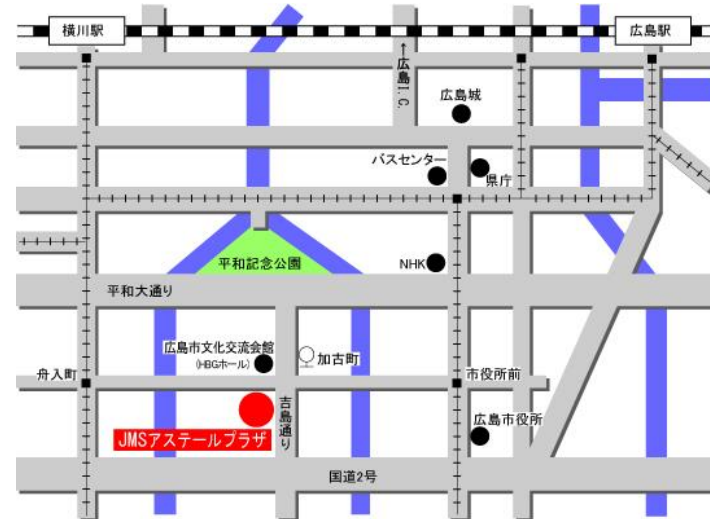 横川駅
広島駅
←広島I.C.
広島城
バスセンター
県庁
平和記念公園
NHK
平和大通り
広島市文化交流会館
(HBGホール)
加古町
舟入町
市役所前
吉島通り
JMSアステールプラザ
広島市役所
国道2号